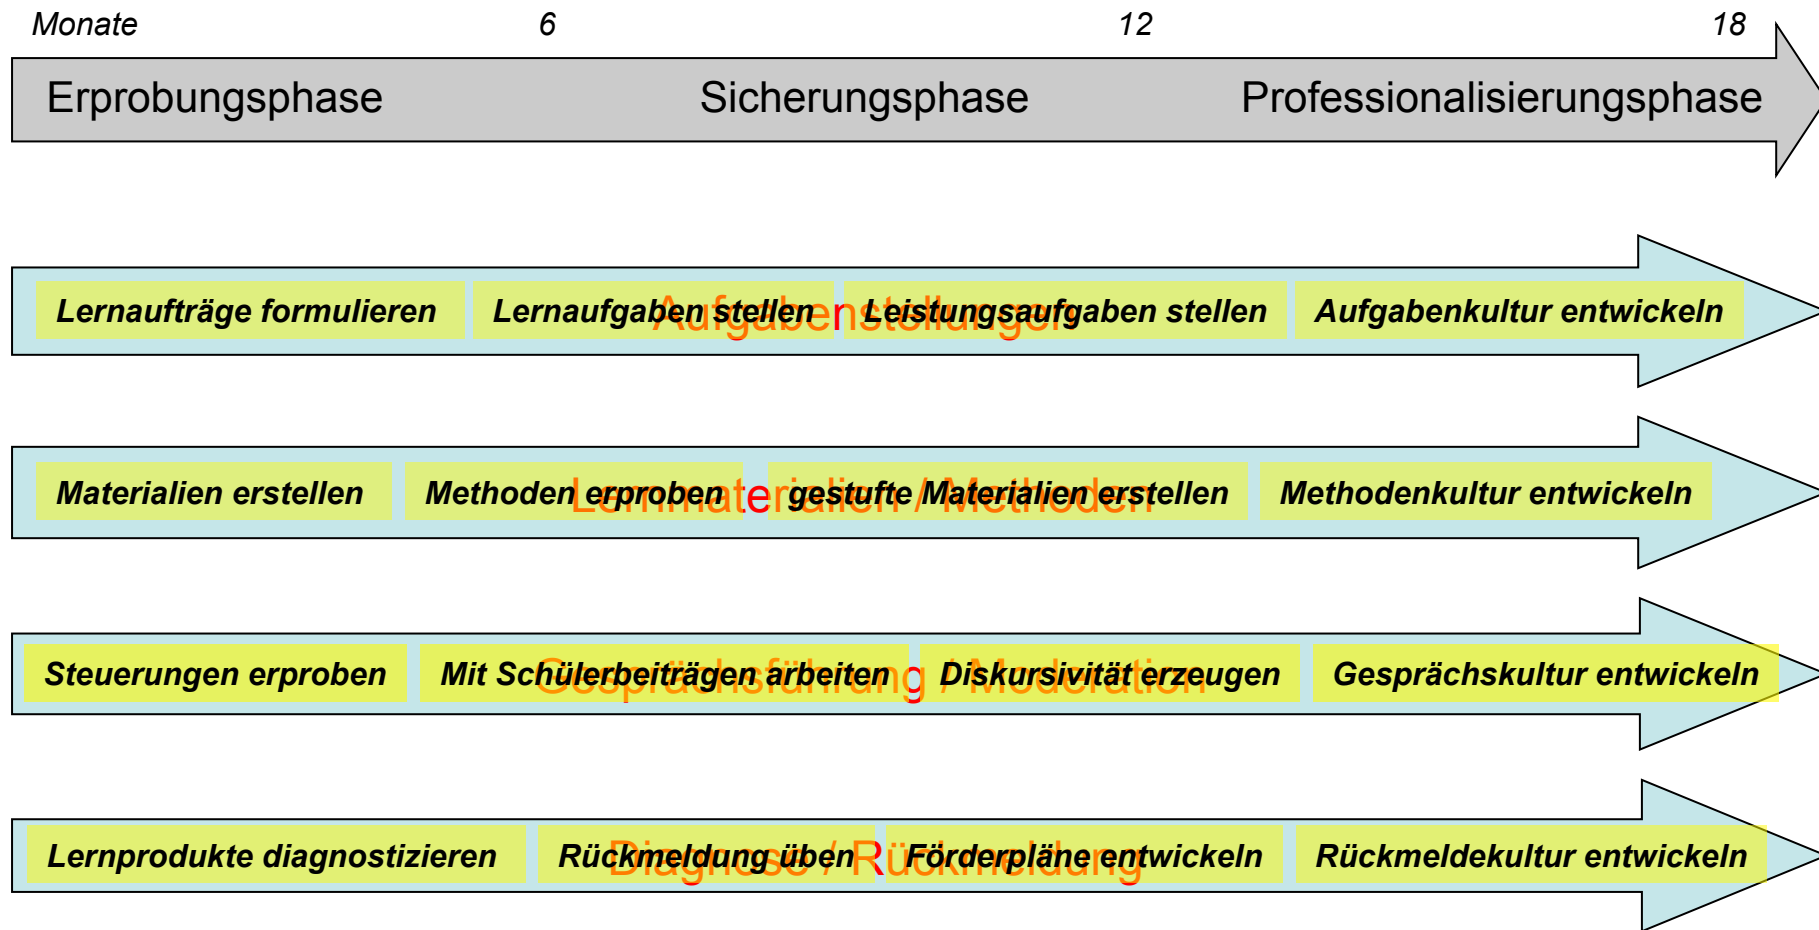 Monate 6 12 18
Erprobungsphase Sicherungsphase Professionalisierungsphase
Aufgabenstellungen
Lernaufträge formulieren Lernaufgaben stellen Leistungsaufgaben stellen Aufgabenkultur entwickeln
Lernmaterialien / Methoden
Materialien erstellen Methoden erproben gestufte Materialien erstellen Methodenkultur entwickeln
Gesprächsführung / Moderation
Steuerungen erproben Mit Schülerbeiträgen arbeiten Diskursivität erzeugen Gesprächskultur entwickeln
Diagnose / Rückmeldung
Lernprodukte diagnostizieren Rückmeldung üben Förderpläne entwickeln Rückmeldekultur entwickeln